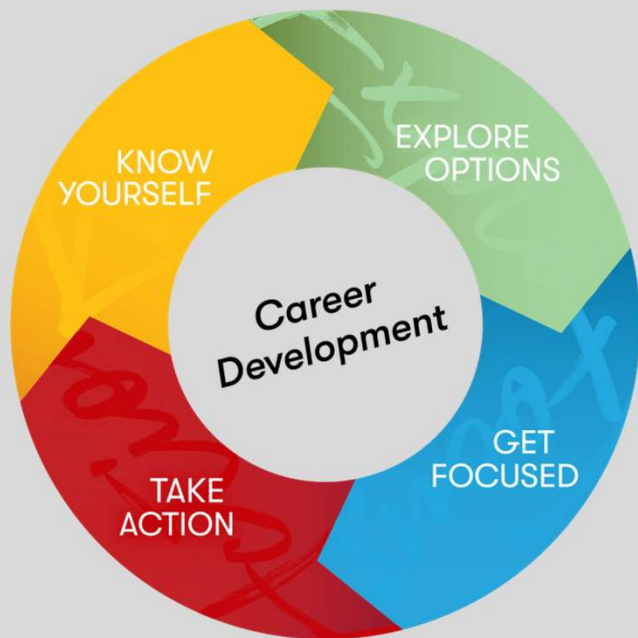 KNOW
YOURSELF
EXPLORE
OPTIONS
GET
FOCUSED
TAKE
ACTION
Career
Development